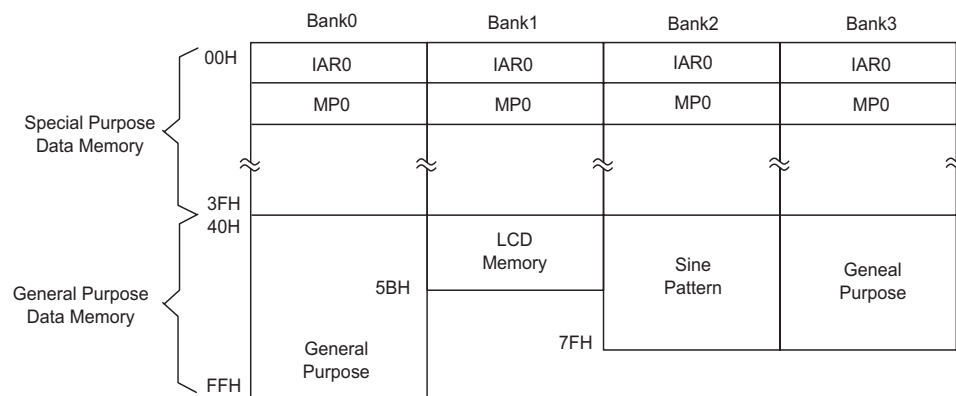 Bank0 Bank1 Bank2 Bank3
00H IAR0 IAR0 IAR0 IAR0
MP0 MP0 MP0 MP0
Special Purpose
Data Memory
3FH
40H
LCD
Memory
Sine
Pattern
Geneal
Purpose
5BH
General Purpose
Data Memory
7FH
General
Purpose
FFH